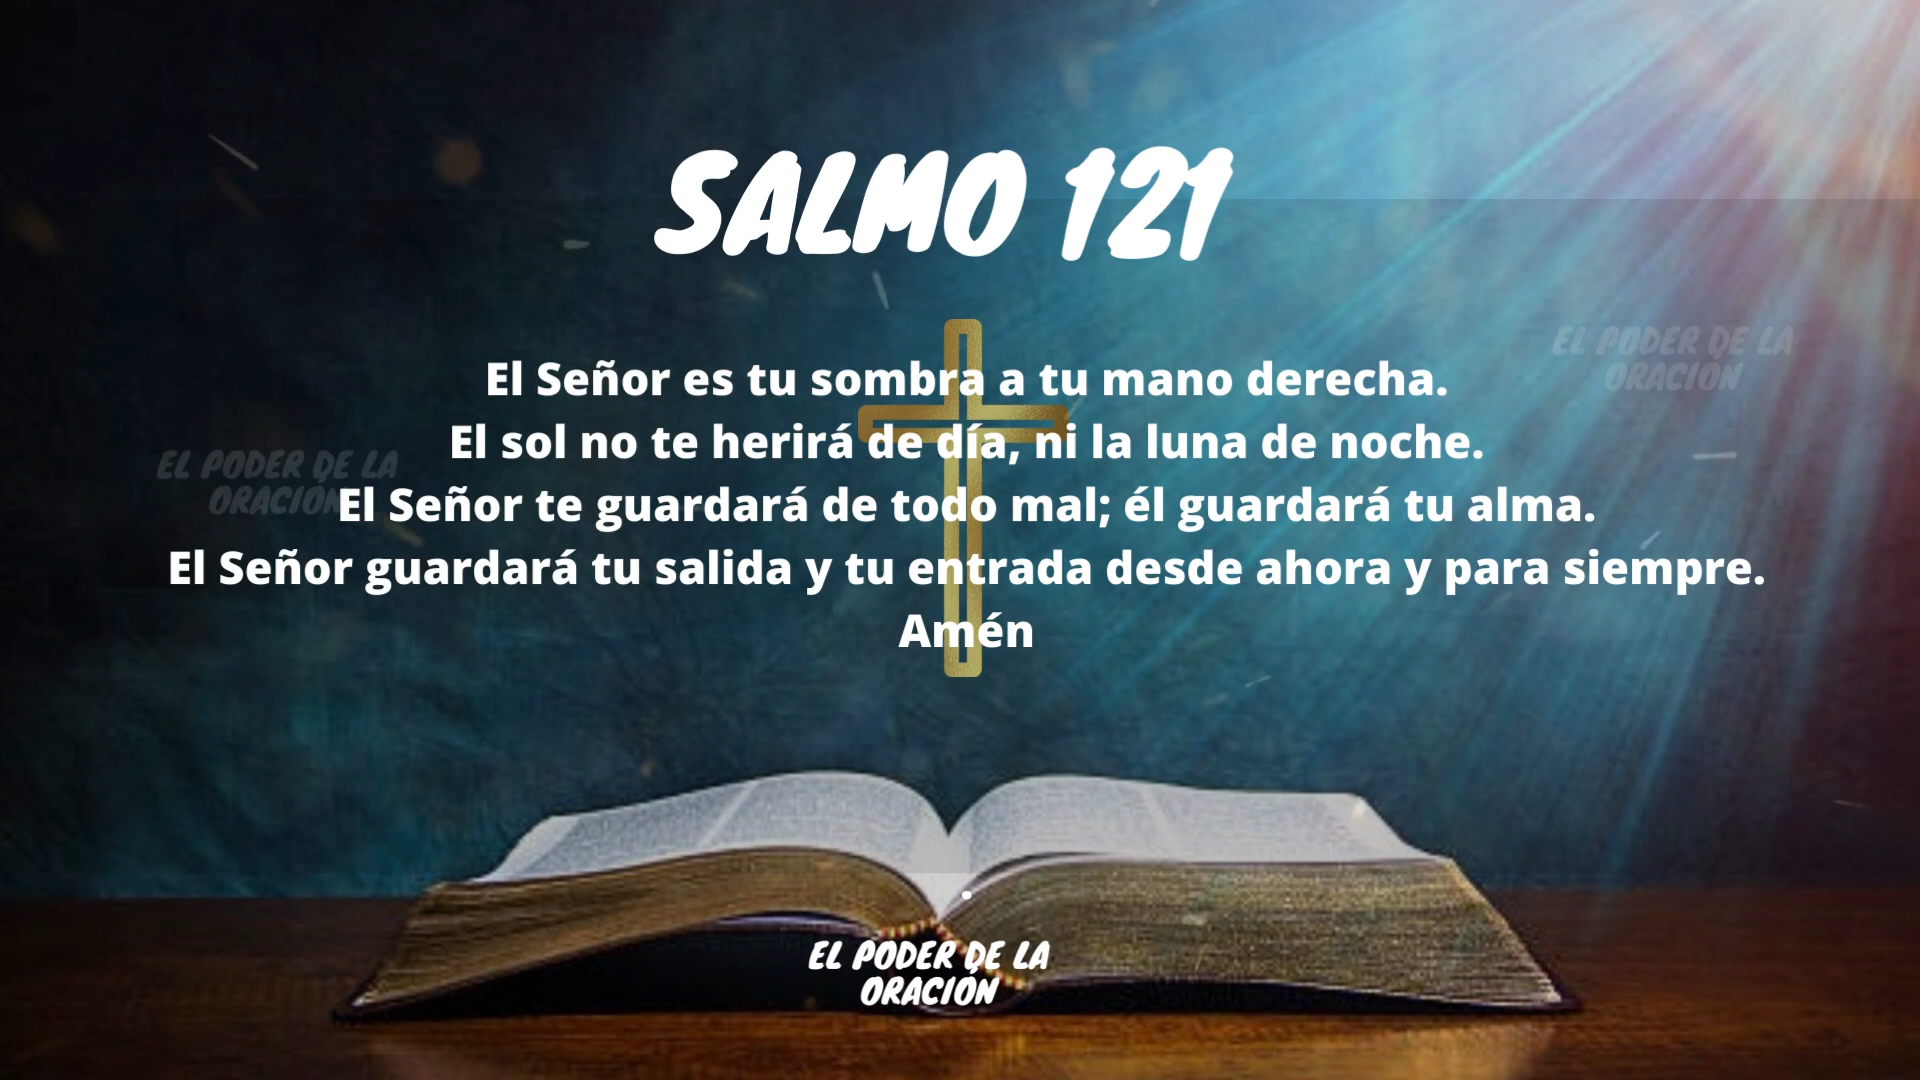 SALMO 121
El Señor es tu sombra a tu mano derecha.
EL PODER DE LA
ORACIÓN
El sol no te herirá de día, ni la luna de noche.
EL PODER DE LA
ORACIÓN
El Señor te guardará de todo mal; él guardará tu alma.
El Señor guardará tu salida y tu entrada desde ahora y para siempre.
Amén
EL PODER DE LA
ORACIÓN